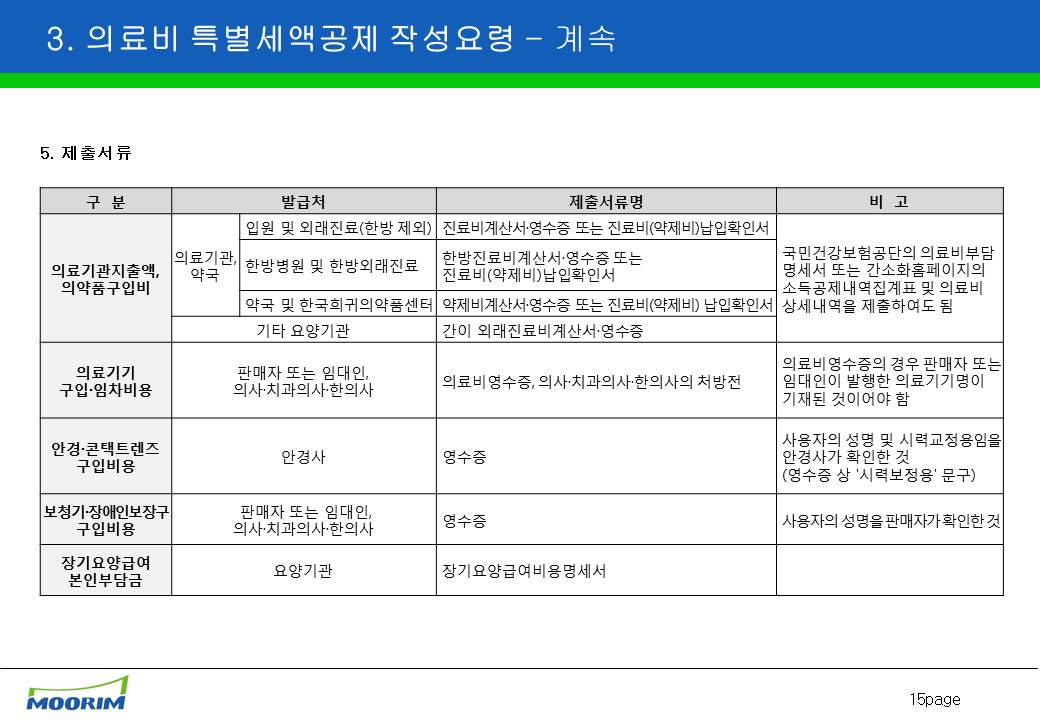 3. 의료비 특별세액공제 작성요령 – 계속
5. 제출서류
구 분
발급처
제출서류명
비 고
의료기관지출액,
의약품구입비
의료기관,
약국
입원 및 외래진료(한방 제외)
진료비계산서·영수증 또는 진료비(약제비)납입확인서
한방병원 및 한방외래진료
한방진료비계산서·영수증 또는
진료비(약제비)납입확인서
약국 및 한국희귀의약품센터
약제비계산서·영수증 또는 진료비(약제비) 납입확인서
기타 요양기관
간이 외래진료비계산서·영수증
국민건강보험공단의 의료비부담
명세서 또는 간소화홈페이지의
소득공제내역집계표 및 의료비
상세내역을 제출하여도 됨
의료기기
구입·임차비용
판매자 또는 임대인,
의사·치과의사·한의사
의료비영수증, 의사·치과의사·한의사의 처방전
의료비영수증의 경우 판매자 또는
임대인이 발행한 의료기기명이
기재된 것이어야 함
안경·콘택트렌즈
구입비용
안경사
영수증
사용자의 성명 및 시력교정용임을
안경사가 확인한 것
(영수증 상 '시력보정용' 문구)
보청기·장애인보장구
구입비용
판매자 또는 임대인,
의사·치과의사·한의사
영수증
사용자의 성명을 판매자가 확인한 것
장기요양급여
본인부담금
요양기관
장기요양급여비용명세서
MOORIM
15page